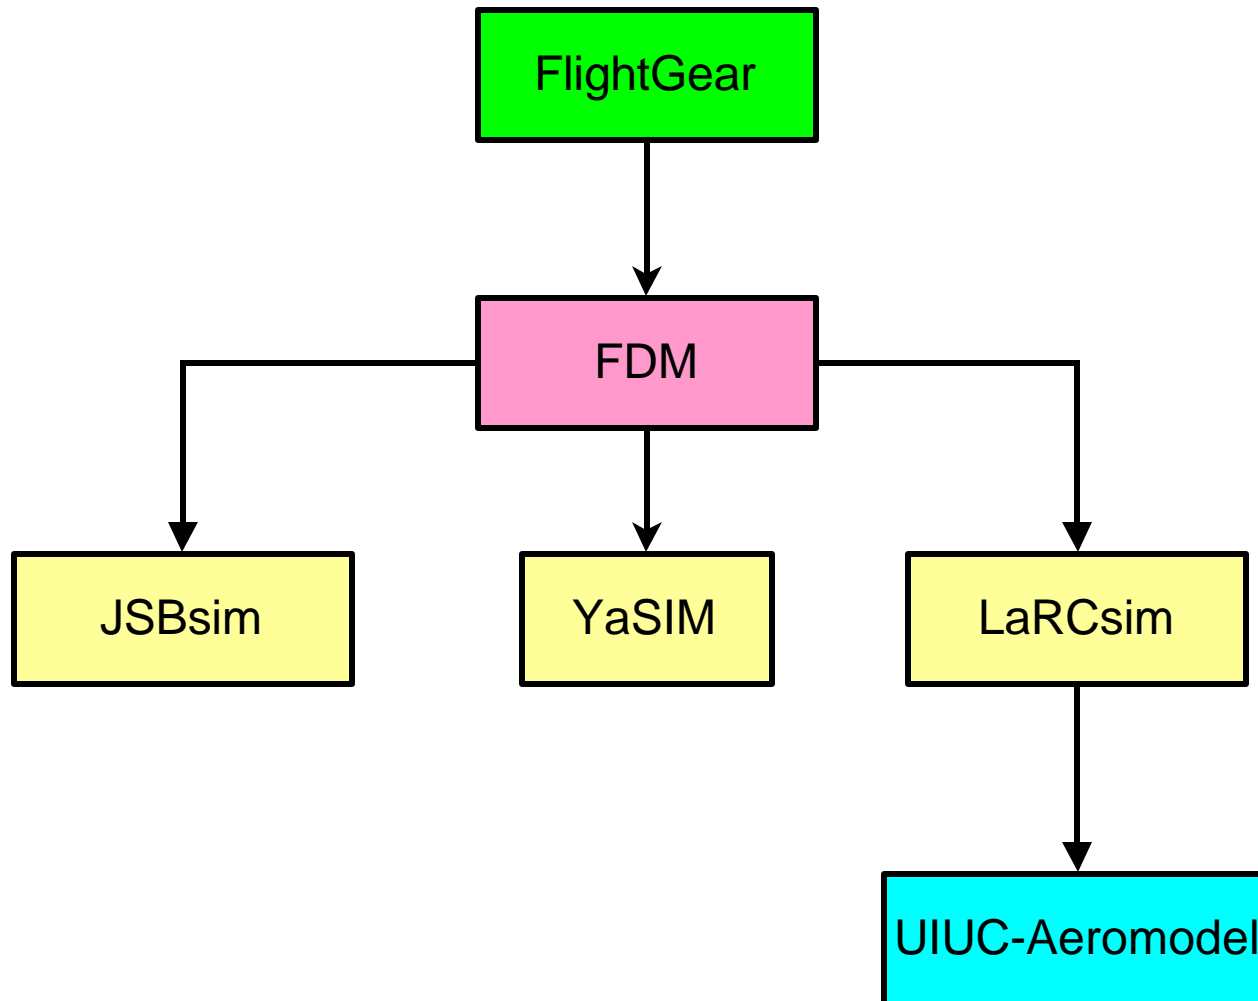 FlightGear
FDM
JSBsim
YaSIM
LaRCsim
UIUC-Aeromodel